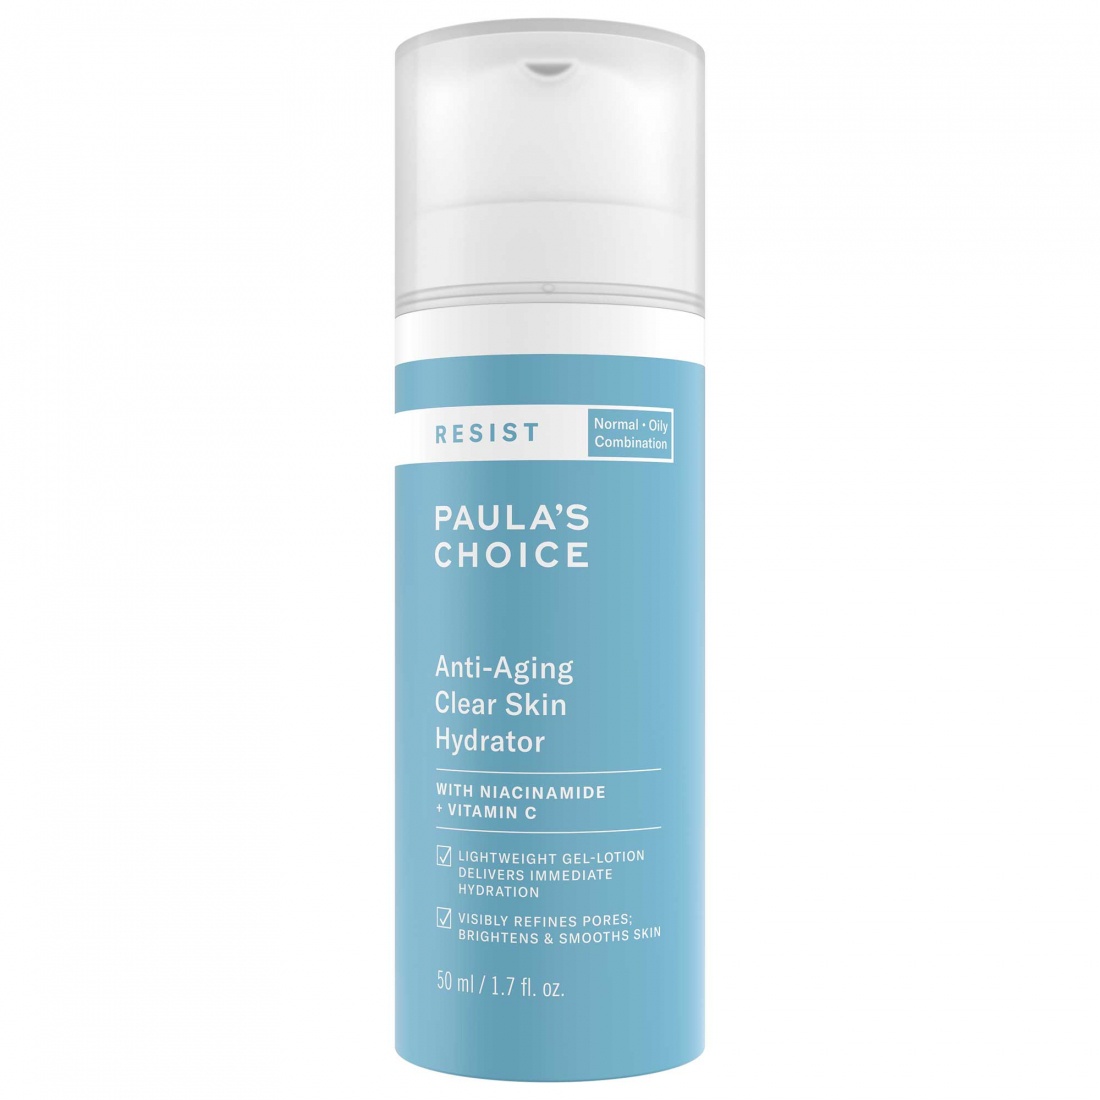 RESIST
Normal • Oily
Combination
PAULA'S
CHOICE
Anti-Aging
Clear Skin
Hydrator
WITH NIACINAMIDE
+ VITAMIN C
LIGHTWEIGHT GEL-LOTION
DELIVERS IMMEDIATE
HYDRATION
VISIBLY REFINES PORES;
BRIGHTENS & SMOOTHS SKIN
50 ml / 1.7 fl. oz.